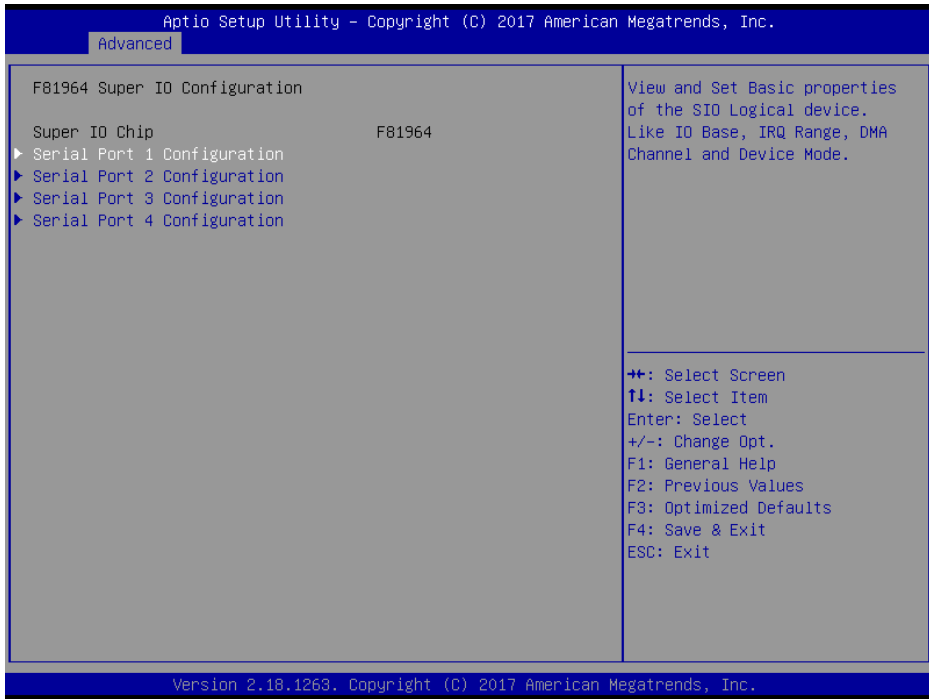 Aptio Setup Utility – Copyright (C) 2017 American Megatrends, Inc.
Advanced
F81964 Super IO Configuration
Super IO Chip F81964
Serial Port 1 Configuration
Serial Port 2 Configuration
Serial Port 3 Configuration
Serial Port 4 Configuration
View and Set Basic properties
of the SIO Logical device.
Like IO Base, IRQ Range, DMA
Channel and Device Mode.
→←: Select Screen
↑↓: Select Item
Enter: Select
+/-: Change Opt.
F1: General Help
F2: Previous Values
F3: Optimized Defaults
F4: Save & Exit
ESC: Exit
Version 2.18.1263. Copyright (C) 2017 American Megatrends, Inc.